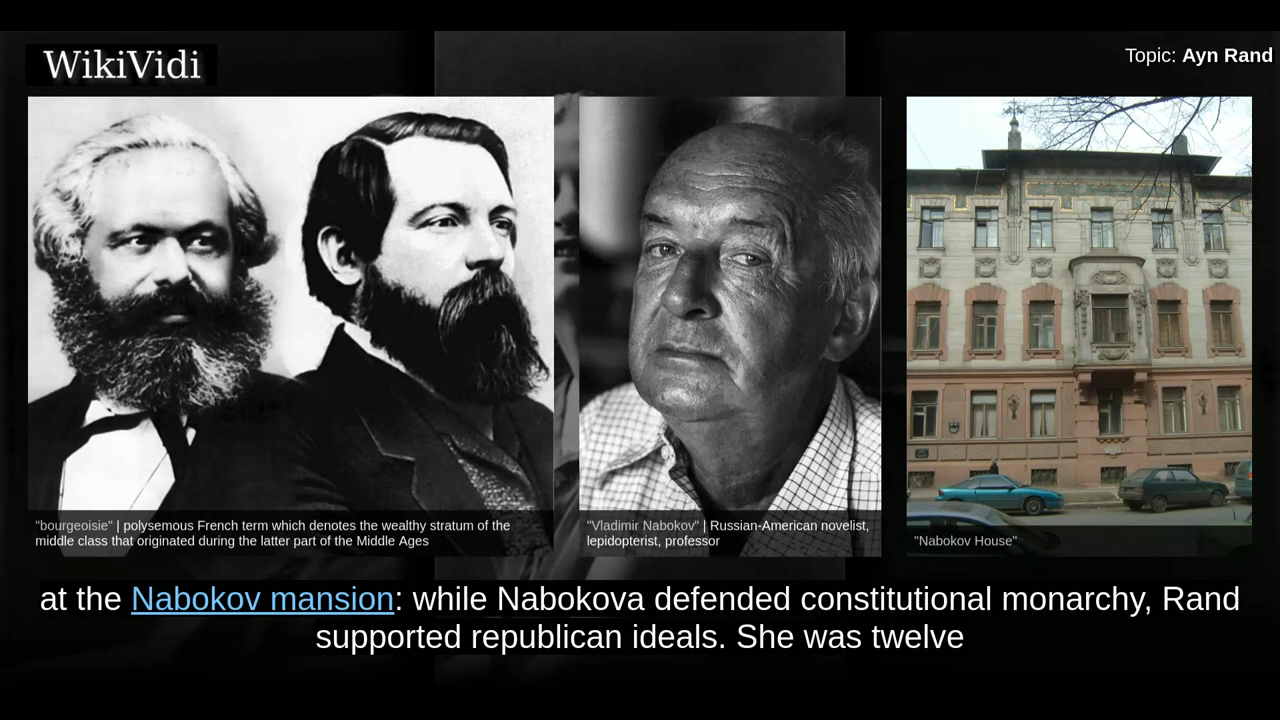 WikiVidi
Topic: Ayn Rand
"bourgeoisie" | polysemous French term which denotes the wealthy stratum of the
middle class that originated during the latter part of the Middle Ages
"Vladimir Nabokov" | Russian-American novelist,
lepidopterist, professor
"Nabokov House"
at the Nabokov mansion: while Nabokova defended constitutional monarchy, Rand
supported republican ideals. She was twelve